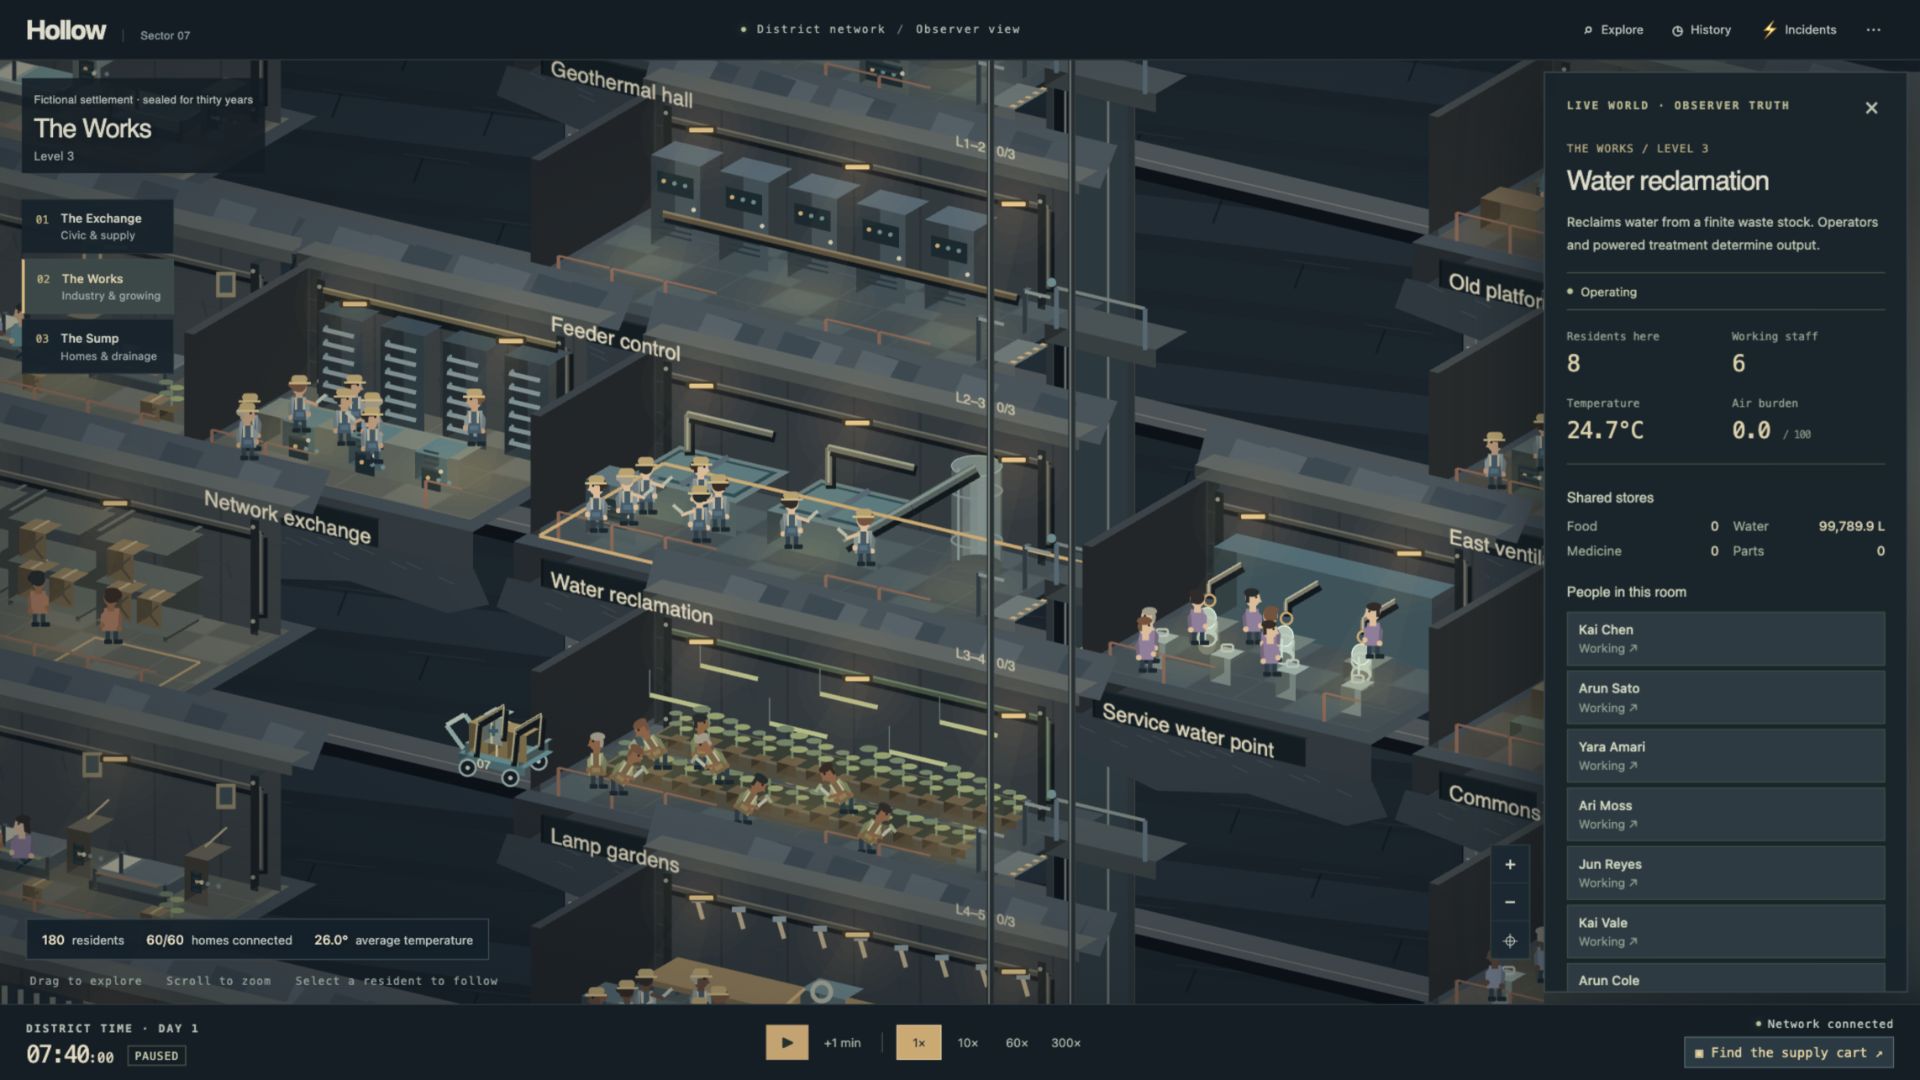 Hollow
Sector 07
District network / Observer view
Explore
History
Incidents
Fictional settlement · sealed for thirty years
The Works
Level 3
01 The Exchange
Civic & supply
02 The Works
Industry & growing
03 The Sump
Homes & drainage
Geothermal hall
L1–2 0/3
Feeder control
L2–3 0/3
Network exchange
Water reclamation
L3–4 0/3
Lamp gardens
L4–5 0/3
07
Service water point
Old platfor
East ventil
Commons
LIVE WORLD · OBSERVER TRUTH
THE WORKS / LEVEL 3
Water reclamation
Reclaims water from a finite waste stock. Operators
and powered treatment determine output.
Operating
Residents here Working staff
8 6
Temperature Air burden
24.7°C 0.0 / 100
Shared stores
Food 0 Water 99,789.9 L
Medicine 0 Parts 0
People in this room
Kai Chen
Working ↗
Arun Sato
Working ↗
Yara Amari
Working ↗
Ari Moss
Working ↗
Jun Reyes
Working ↗
Kai Vale
Working ↗
Arun Cole
180 residents 60/60 homes connected 26.0° average temperature
Drag to explore Scroll to zoom Select a resident to follow
DISTRICT TIME · DAY 1
07:40:00 PAUSED
+1 min 1× 10× 60× 300×
Network connected
Find the supply cart ↗